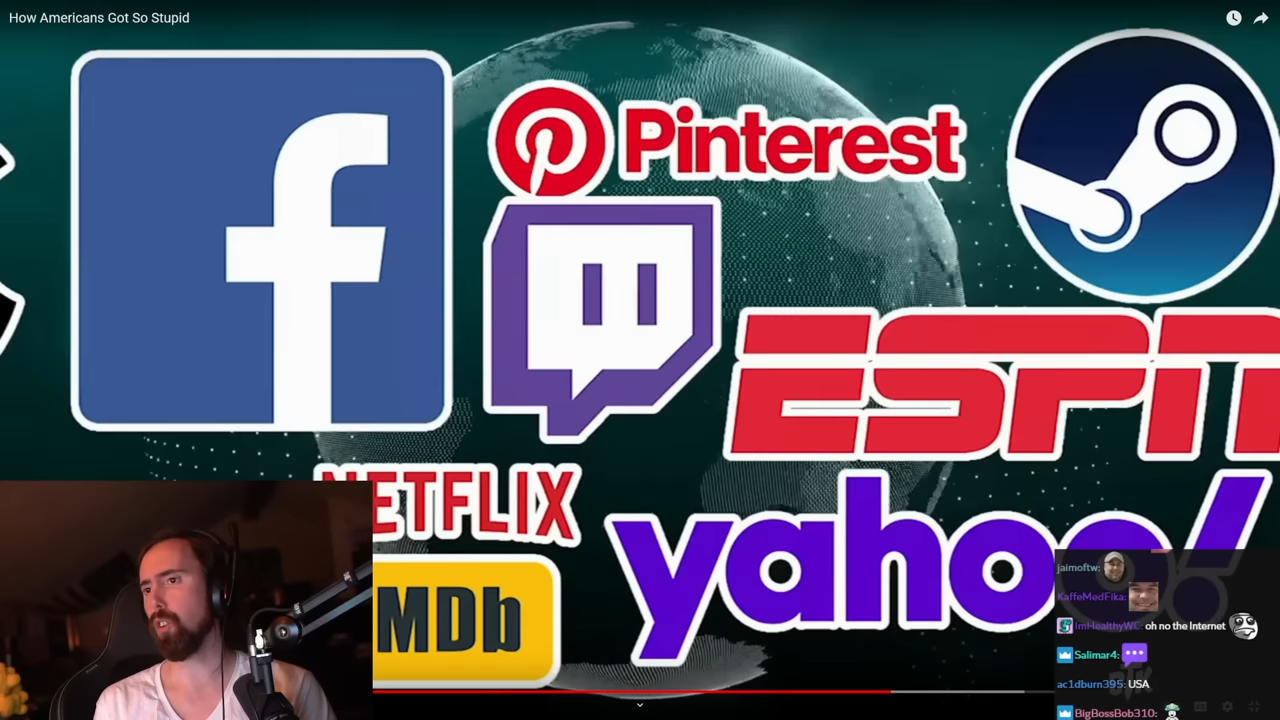 How Americans Got So Stupid
Pinterest
ESPN
NETFLIX
yahoo!
IMDb
jaimoftw:
KaffeMedFika:
ImHealthyWC: oh no the Internet
Salimar4:
ac1dburn395: USA
BigBossBob310: